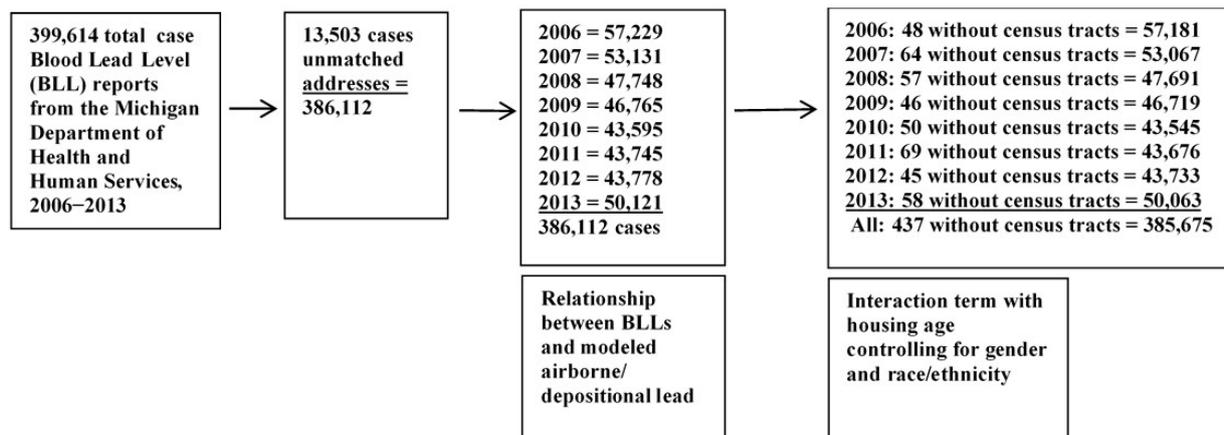 399,614 total case
Blood Lead Level
(BLL) reports
from the Michigan
Department of
Health and
Human Services,
2006–2013
13,503 cases
unmatched
addresses =
386,112
2006 = 57,229
2007 = 53,131
2008 = 47,748
2009 = 46,765
2010 = 43,595
2011 = 43,745
2012 = 43,778
2013 = 50,121
386,112 cases
Relationship
between BLLs
and modeled
airborne/
depositional lead
2006: 48 without census tracts = 57,181
2007: 64 without census tracts = 53,067
2008: 57 without census tracts = 47,691
2009: 46 without census tracts = 46,719
2010: 50 without census tracts = 43,545
2011: 69 without census tracts = 43,676
2012: 45 without census tracts = 43,733
2013: 58 without census tracts = 50,063
All: 437 without census tracts = 385,675
Interaction term with
housing age
controlling for gender
and race/ethnicity